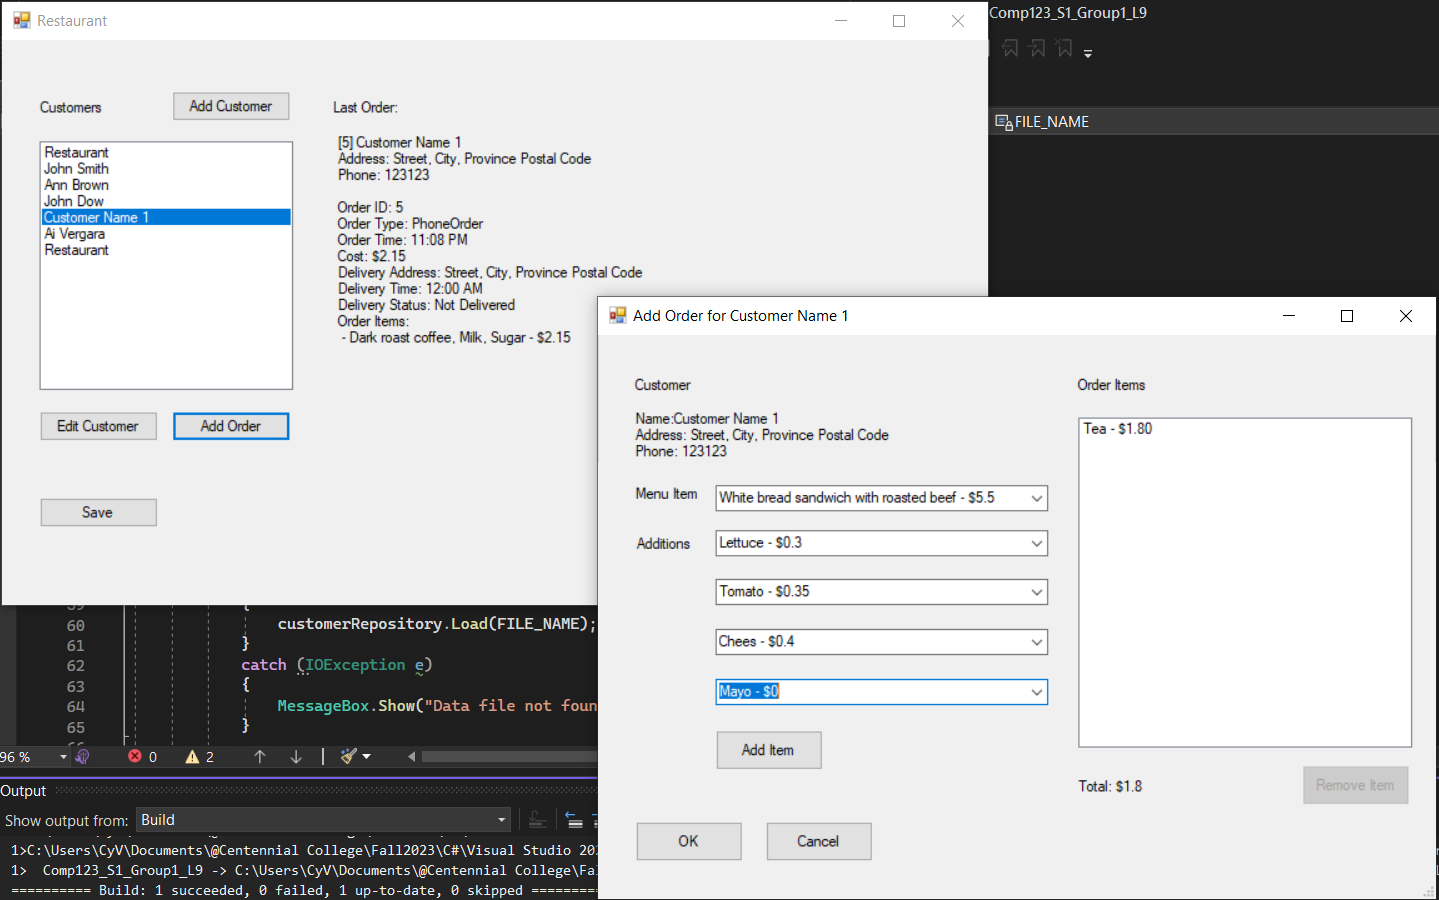 Restaurant
Comp123_S1_Group1_L9
FILE_NAME
Customers
Add Customer
Restaurant
John Smith
Ann Brown
John Dow
Customer Name 1
Ai Vergara
Restaurant
Edit Customer
Add Order
Save
Last Order:
[5] Customer Name 1
Address: Street, City, Province Postal Code
Phone: 123123
Order ID: 5
Order Type: PhoneOrder
Order Time: 11:08 PM
Cost: $2.15
Delivery Address: Street, City, Province Postal Code
Delivery Time: 12:00 AM
Delivery Status: Not Delivered
Order Items:
- Dark roast coffee, Milk, Sugar - $2.15
Add Order for Customer Name 1
Customer
Name:Customer Name 1
Address: Street, City, Province Postal Code
Phone: 123123
Menu Item
White bread sandwich with roasted beef - $5.5
Additions
Lettuce - $0.3
Tomato - $0.35
Chees - $0.4
Mayo - $0
Add Item
OK
Cancel
Order Items
Tea - $1.80
Total: $1.8
Remove Item
{
60 customerRepository.Load(FILE_NAME);
61 }
62 catch (IOException e)
63 {
64 MessageBox.Show("Data file not foun
65 }
96 %
0
2
Output
Show output from:
Build
1>C:\Users\CyV\Documents\@Centennial College\Fall2023\C#\Visual Studio 202
1> Comp123_S1_Group1_L9 -> C:\Users\CyV\Documents\@Centennial College\Fal
========== Build: 1 succeeded, 0 failed, 1 up-to-date, 0 skipped ==========